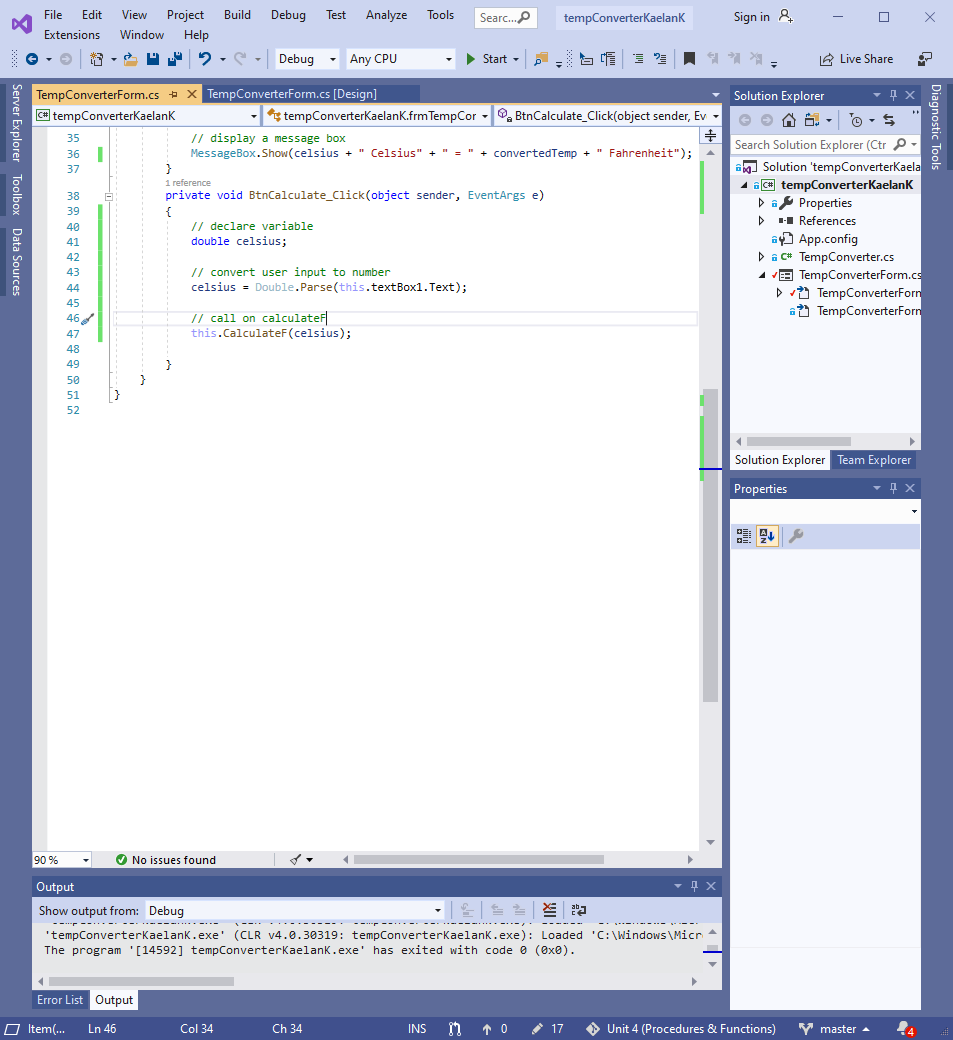 File Edit View Project Build Debug Test Analyze Tools Searc... tempConverterKaelanK Sign in
Extensions Window Help
Debug Any CPU Start Live Share
Server Explorer
Toolbox
Data Sources
TempConverterForm.cs TempConverterForm.cs [Design]
C# tempConverterKaelanK tempConverterKaelanK.frmTempCor BtnCalculate_Click(object sender, Ev
35 // display a message box
36 MessageBox.Show(celsius + " Celsius" + " = " + convertedTemp + " Fahrenheit");
37 }
1 reference
38 private void BtnCalculate_Click(object sender, EventArgs e)
39 {
40 // declare variable
41 double celsius;
42
43 // convert user input to number
44 celsius = Double.Parse(this.textBox1.Text);
45
46 // call on calculateF
47 this.CalculateF(celsius);
48
49 }
50 }
51 }
52
90 % No issues found
Output
Show output from: Debug
'tempConverterKaelanK.exe' (CLR v4.0.30319: tempConverterKaelanK.exe): Loaded 'C:\Windows\Micr
The program '[14592] tempConverterKaelanK.exe' has exited with code 0 (0x0).
Error List Output
Solution Explorer
Search Solution Explorer (Ctr
Solution 'tempConverterKaela
C# tempConverterKaelanK
Properties
References
App.config
C# TempConverter.cs
TempConverterForm.cs
TempConverterForn
TempConverterForn
Solution Explorer Team Explorer
Properties
Diagnostic Tools
Item(... Ln 46 Col 34 Ch 34 INS 0 17 Unit 4 (Procedures & Functions) master 4